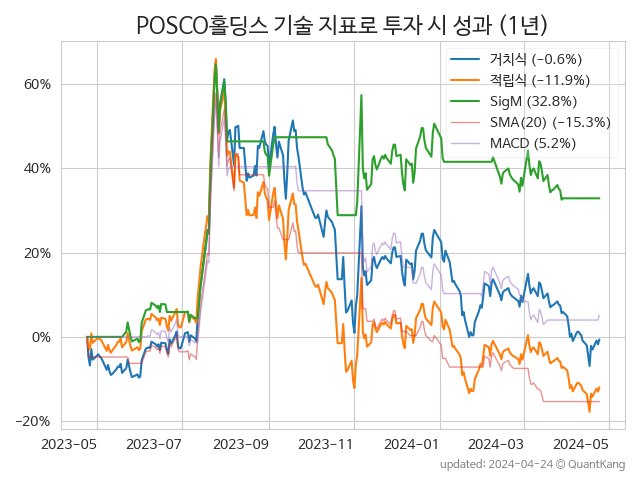 POSCO홀딩스 기술 지표로 투자 시 성과 (1년)
거치식 (−0.6%)
적립식 (−11.9%)
SigM (32.8%)
SMA(20) (−15.3%)
MACD (5.2%)
60%
40%
20%
0%
−20%
2023-05 2023-07 2023-09 2023-11 2024-01 2024-03 2024-05
updated: 2024-04-24 @ QuantKang